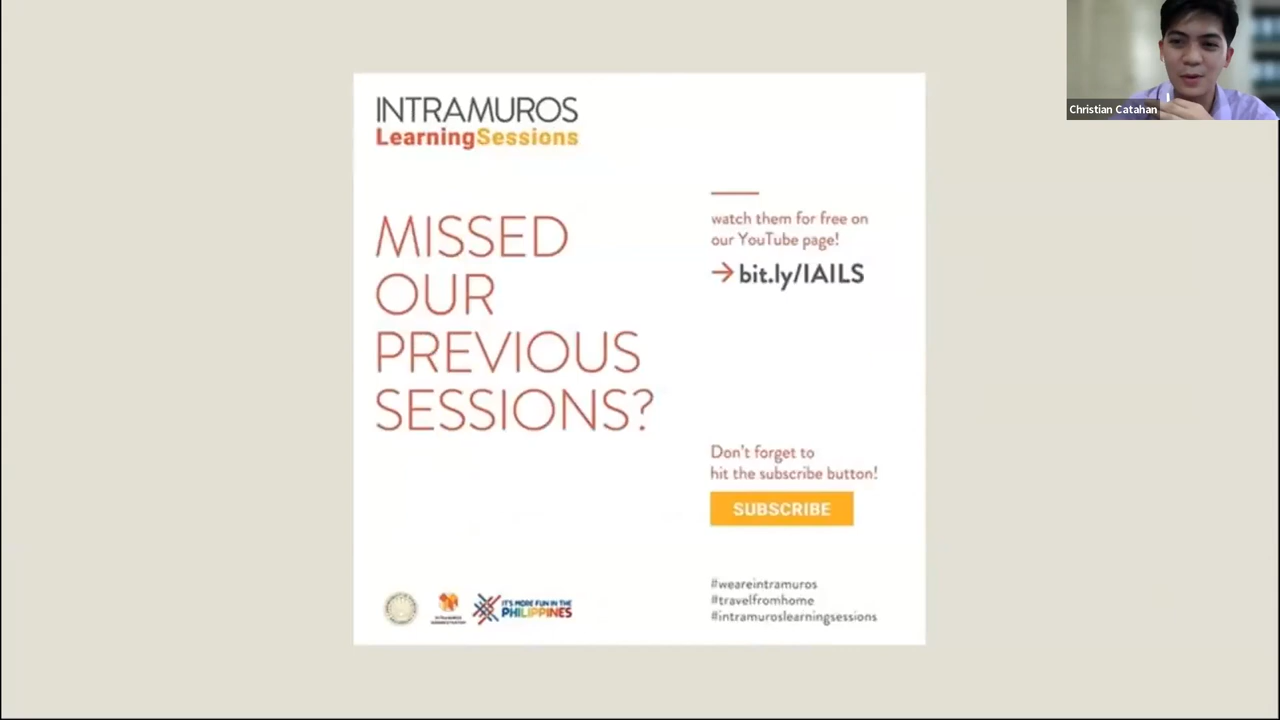 INTRAMUROS
LearningSessions
MISSED
OUR
PREVIOUS
SESSIONS?
watch them for free on
our YouTube page!
→ bit.ly/IAILS
Don't forget to
hit the subscribe button!
SUBSCRIBE
#weareintramuros
#travelfromhome
#intramuroslearningsessions
IT'S MORE FUN IN THE
PHILIPPINES
INTRAMUROS
Christian Catahan